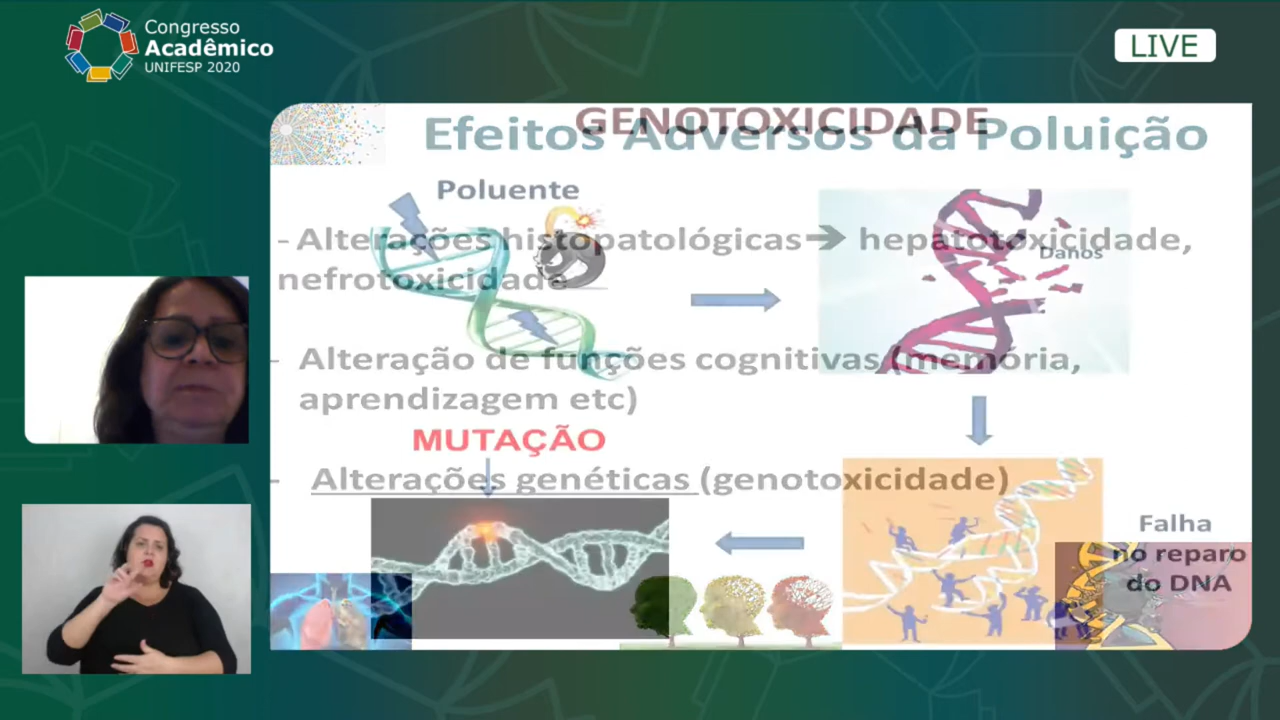 Congresso
Acadêmico
UNIFESP 2020
LIVE
GENOTOXICIDADE
Efeitos Adversos da Poluição
Poluente
- Alterações histopatológicas→ hepatotoxicidade,
nefrotoxicidade
Danos
- Alteração de funções cognitivas (memória,
aprendizagem etc)
MUTAÇÃO
- Alterações genéticas (genotoxicidade)
Falha
no reparo
do DNA